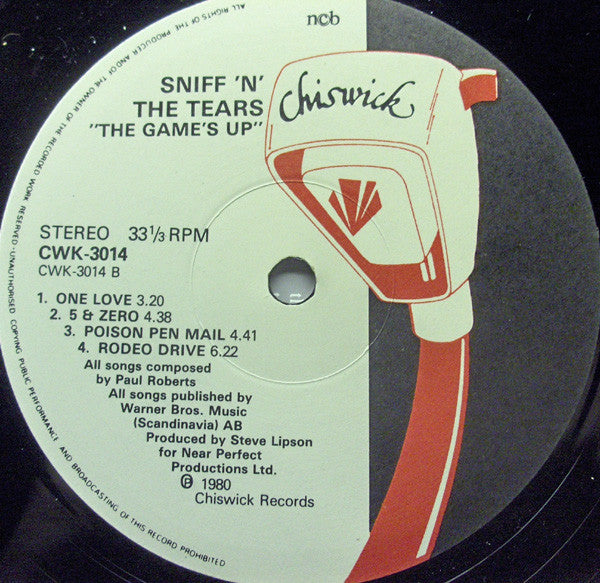 ALL RIGHTS OF THE PRODUCER AND OF THE OWNER OF THE RECORDED WORK RESERVED - UNAUTHORISED COPYING PUBLIC PERFORMANCE AND BROADCASTING OF THIS RECORD PROHIBITED
ncb
SNIFF 'N'
THE TEARS
"THE GAME'S UP"
Chiswick
STEREO 33 1/3 RPM
CWK-3014
CWK-3014 B
1. ONE LOVE 3.20
2. 5 & ZERO 4.38
3. POISON PEN MAIL 4.41
4. RODEO DRIVE 6.22
All songs composed
by Paul Roberts
All songs published by
Warner Bros. Music
(Scandinavia) AB
Produced by Steve Lipson
for Near Perfect
Productions Ltd.
℗ 1980
Chiswick Records